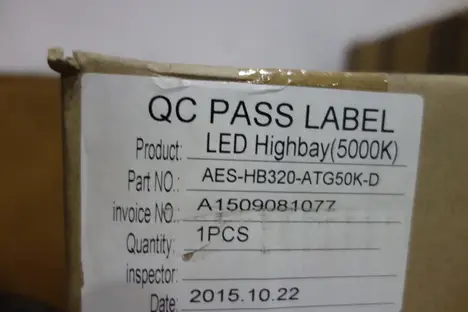 QC PASS LABEL
Product: LED Highbay(5000K)
Part NO.: AES-HB320-ATG50K-D
invoice NO.: A1509081077
Quantity: 1PCS
inspector:
Date: 2015.10.22